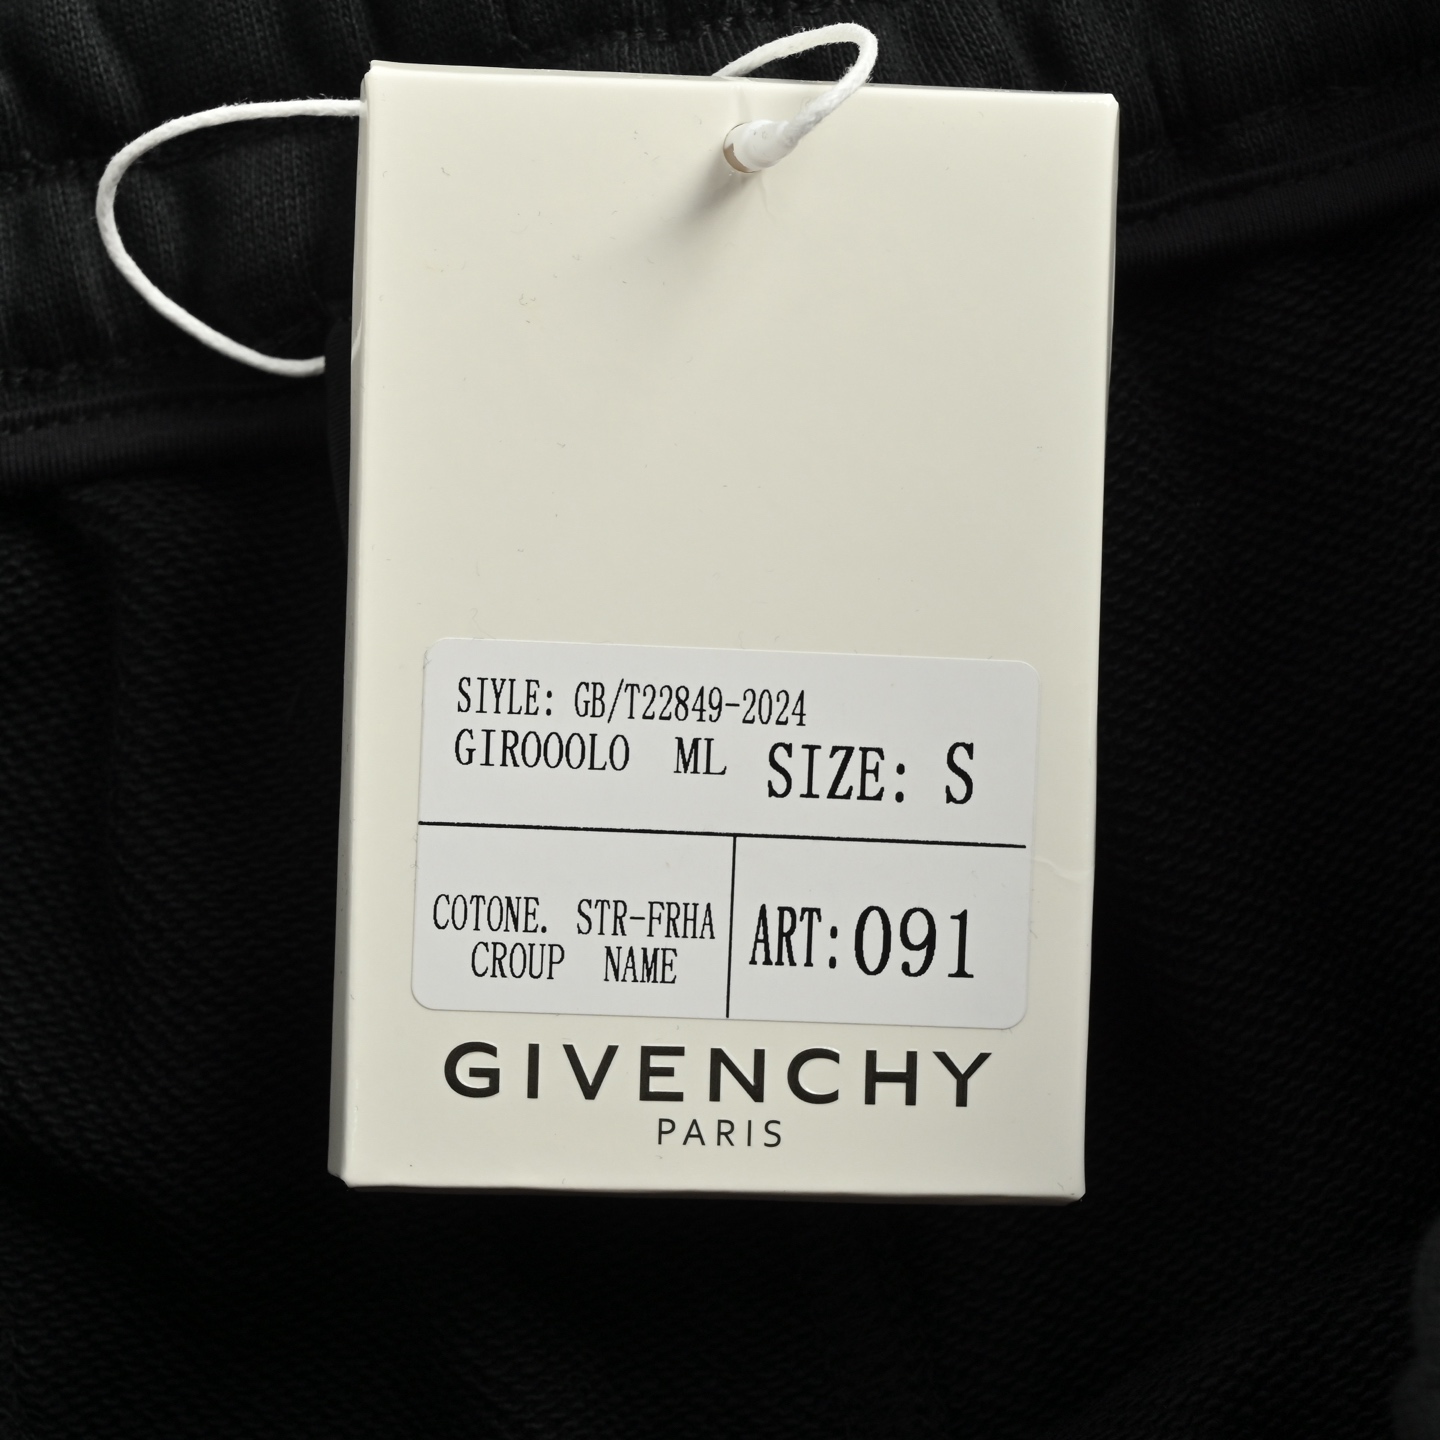 SIYLE: GB/T22849-2024
GIROOOLO ML SIZE: S
COTONE. STR-FRHA
CROUP NAME
ART:091
GIVENCHY
PARIS